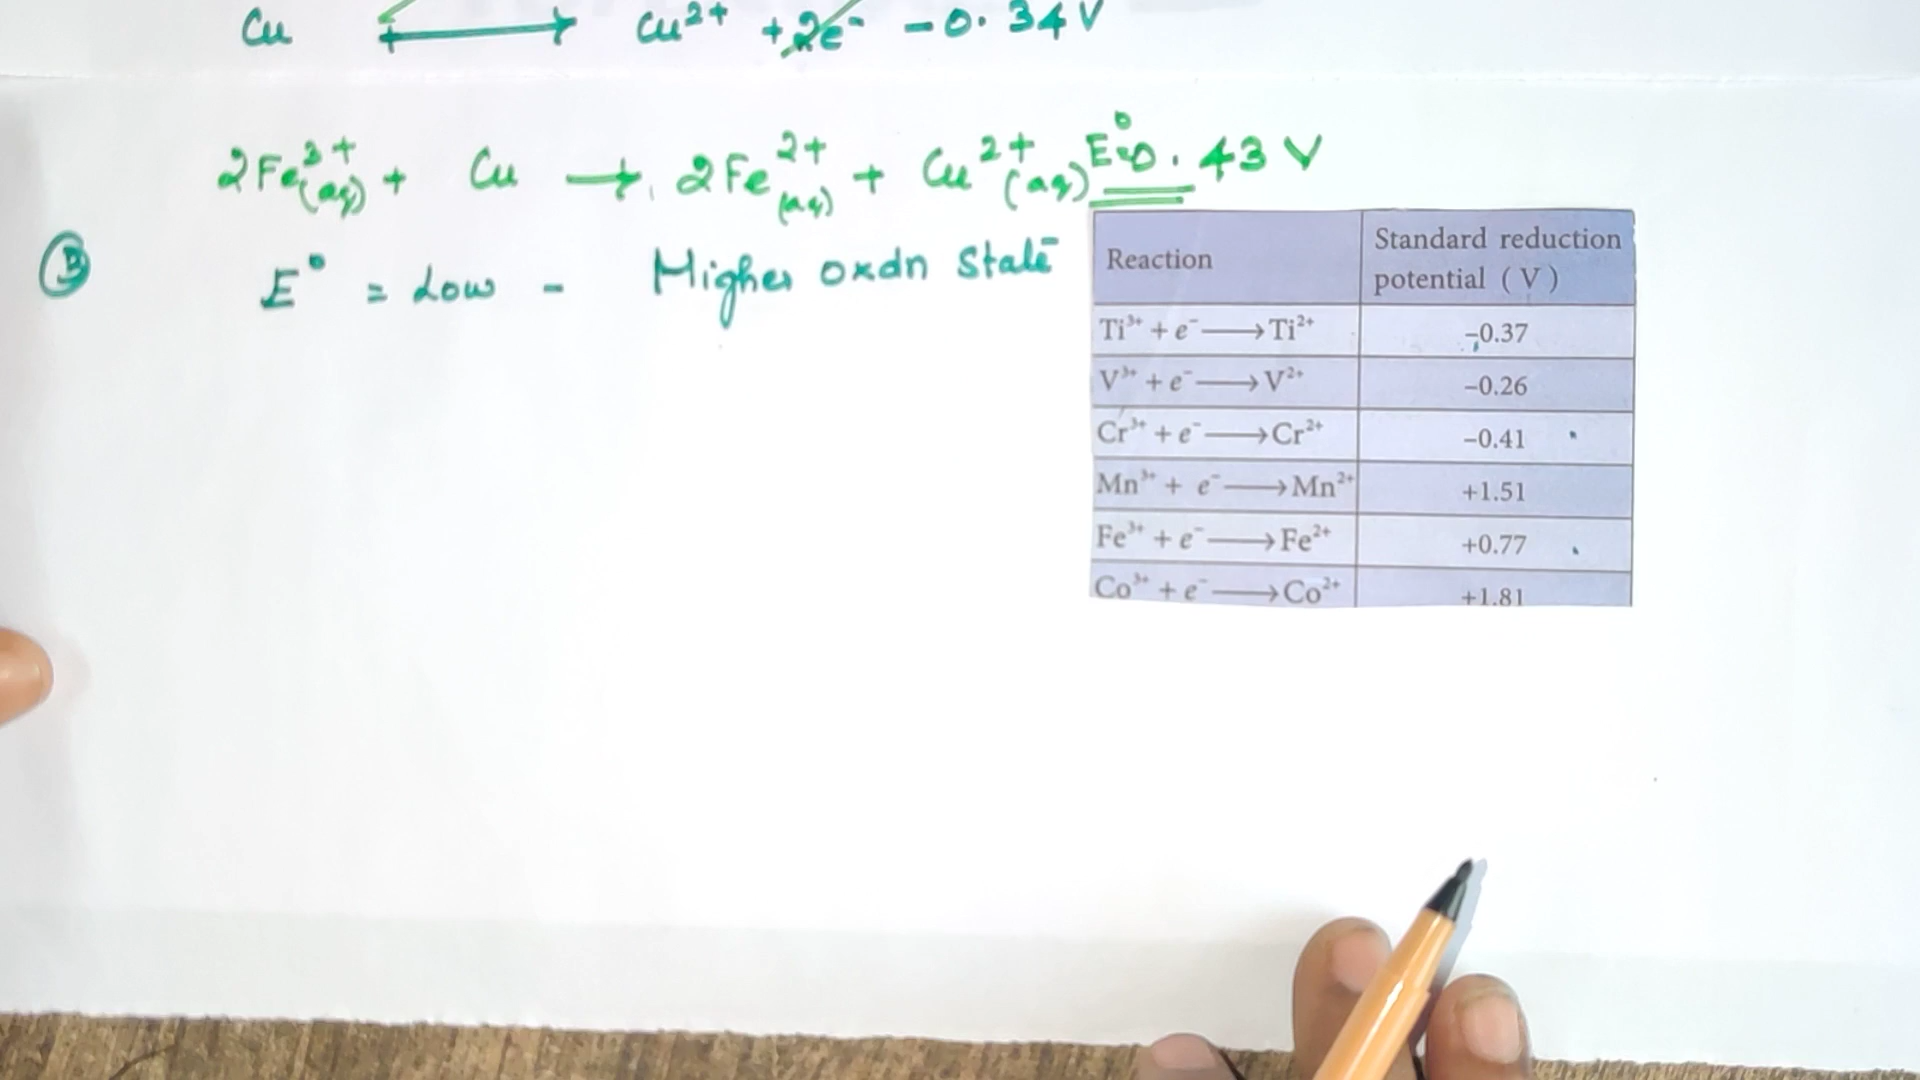 Cu ⟷ Cu²⁺ + 2e⁻ -0.34V
2Fe³⁺(aq) + Cu → 2Fe²⁺(aq) + Cu²⁺(aq) E°=0.43 V
B
E° = Low - Higher oxdn state
Reaction Standard reduction potential ( V )
Ti³⁺ + e⁻ ⟶ Ti²⁺ -0.37
V³⁺ + e⁻ ⟶ V²⁺ -0.26
Cr³⁺ + e⁻ ⟶ Cr²⁺ -0.41
Mn³⁺ + e⁻ ⟶ Mn²⁺ +1.51
Fe³⁺ + e⁻ ⟶ Fe²⁺ +0.77
Co³⁺ + e⁻ ⟶ Co²⁺ +1.81